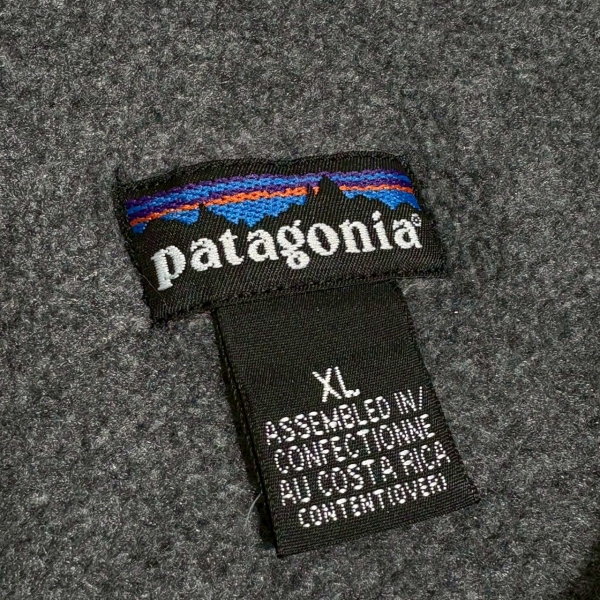 patagonia®
XL
ASSEMBLED IN/
CONFECTIONNE
AU COSTA RICA
CONTENT(OVER)